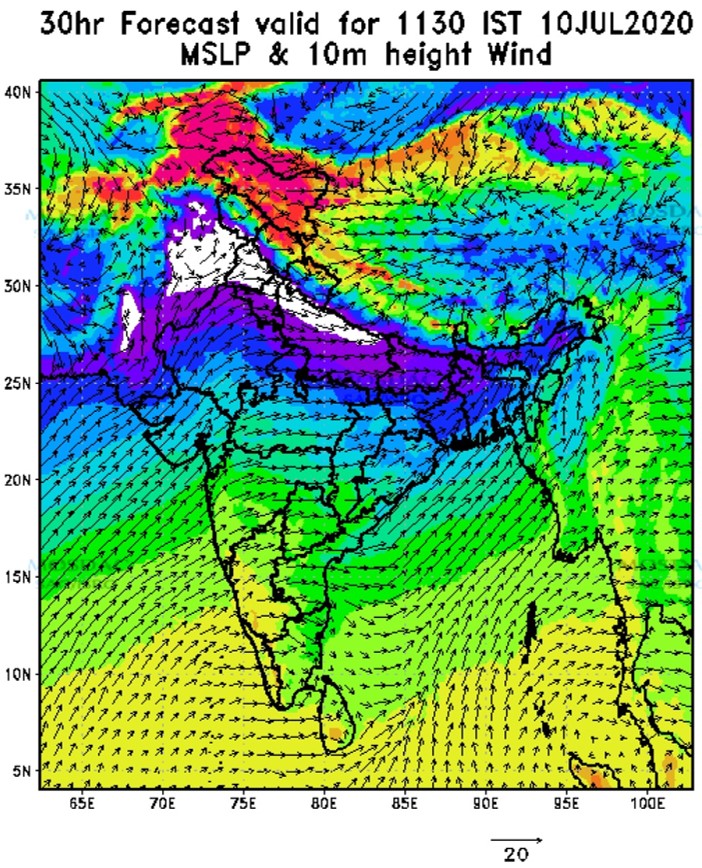 30hr Forecast valid for 1130 IST 10JUL2020
MSLP & 10m height Wind
40N
35N
30N
25N
20N
15N
10N
5N
65E 70E 75E 80E 85E 90E 95E 100E
20